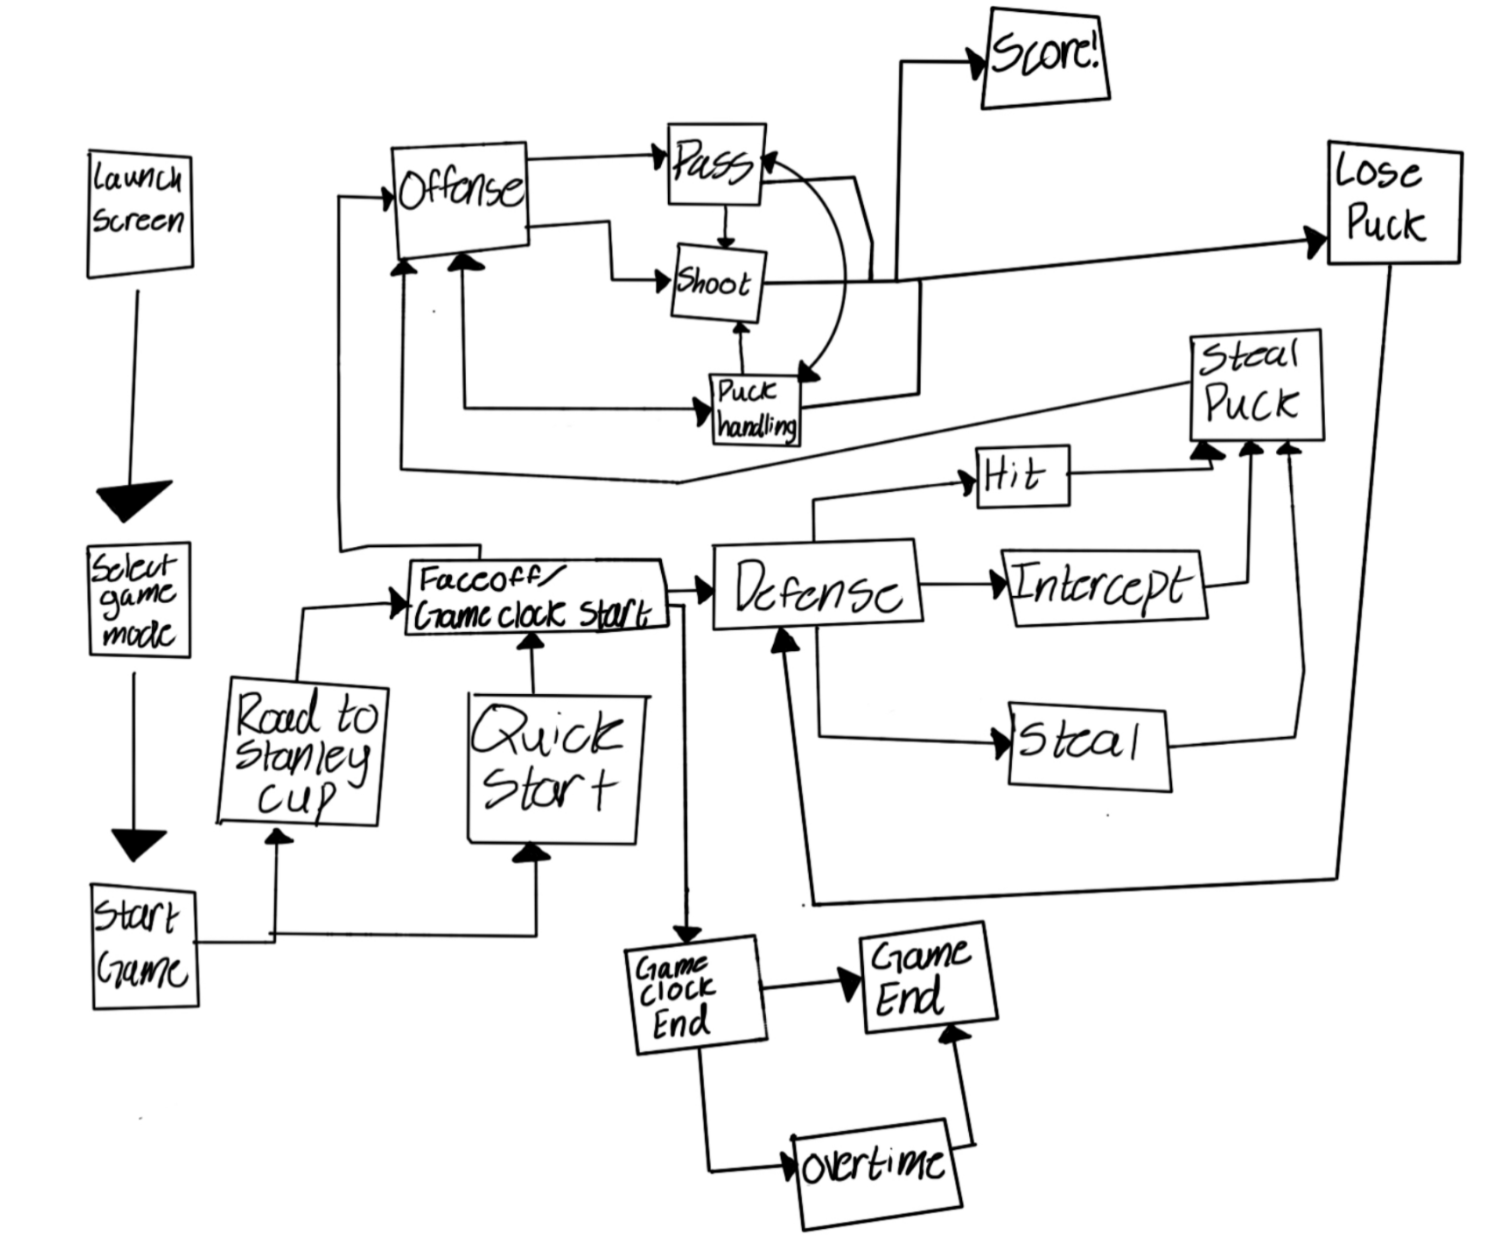 Score!
Launch
Screen
Offense
Pass
Lose
Puck
Shoot
Steal
Puck
Puck
handling
Hit
Select
game
mode
Faceoff/
Game clock Start
Defense
Intercept
Road to
Stanley
Cup
Quick
Start
Steal
Start
Game
Game
Clock
End
Game
End
overtime